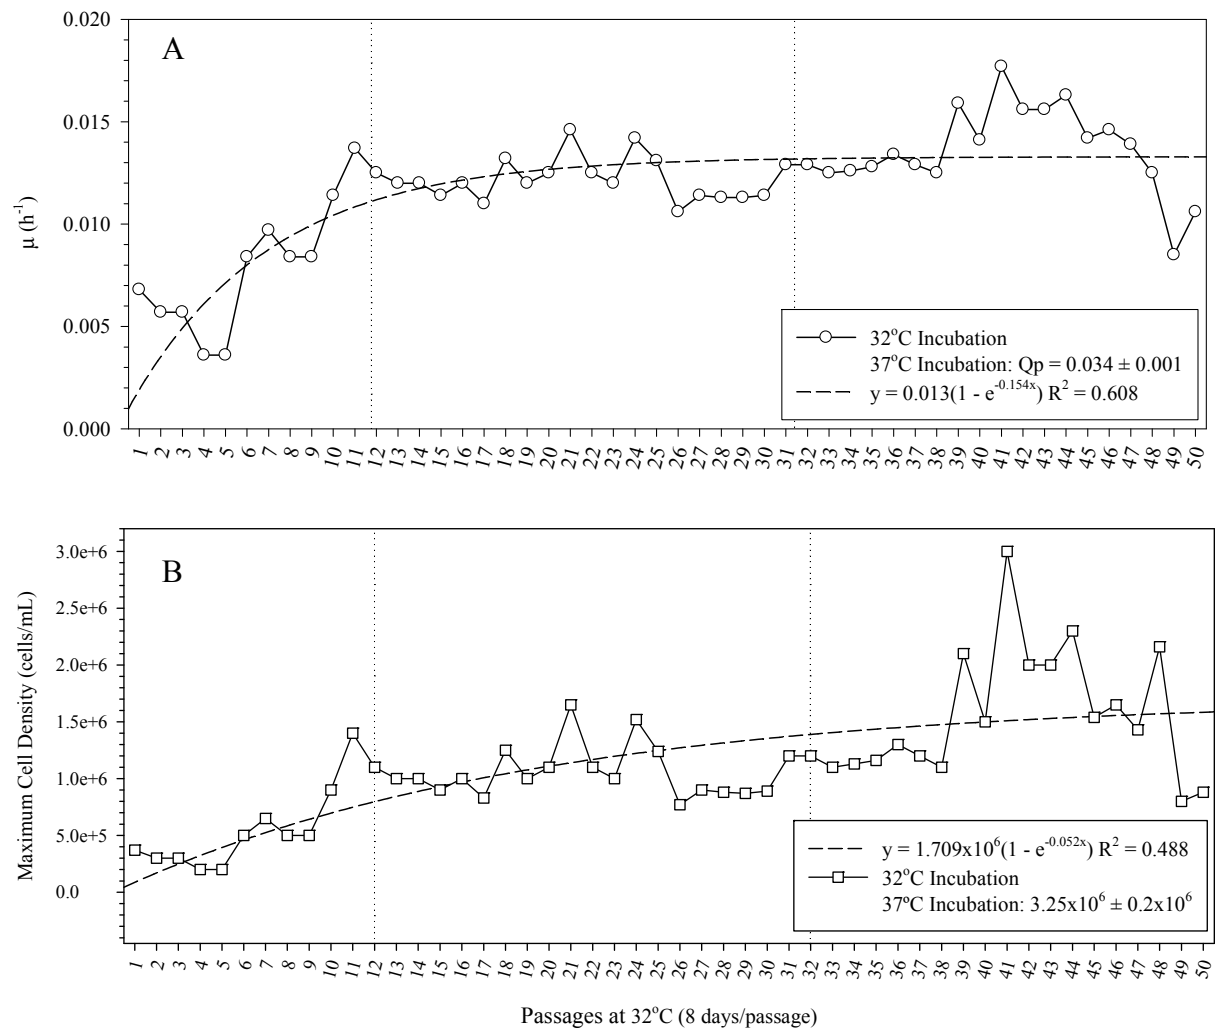 0.020
0.015
0.010
0.005
0.000
μ (h⁻¹)
A
32°C Incubation
37°C Incubation: Qp = 0.034 ± 0.001
y = 0.013(1 - e^-0.154x) R² = 0.608
1 2 3 4 5 6 7 8 9 10 11 12 13 14 15 16 17 18 19 20 21 22 23 24 25 26 27 28 29 30 31 32 33 34 35 36 37 38 39 40 41 42 43 44 45 46 47 48 49 50
3.0e+6
2.5e+6
2.0e+6
1.5e+6
1.0e+6
5.0e+5
0.0
Maximum Cell Density (cells/mL)
B
y = 1.709x10⁶(1 - e^-0.052x) R² = 0.488
32°C Incubation
37ºC Incubation: 3.25x10⁶ ± 0.2x10⁶
1 2 3 4 5 6 7 8 9 10 11 12 13 14 15 16 17 18 19 20 21 22 23 24 25 26 27 28 29 30 31 32 33 34 35 36 37 38 39 40 41 42 43 44 45 46 47 48 49 50
Passages at 32°C (8 days/passage)